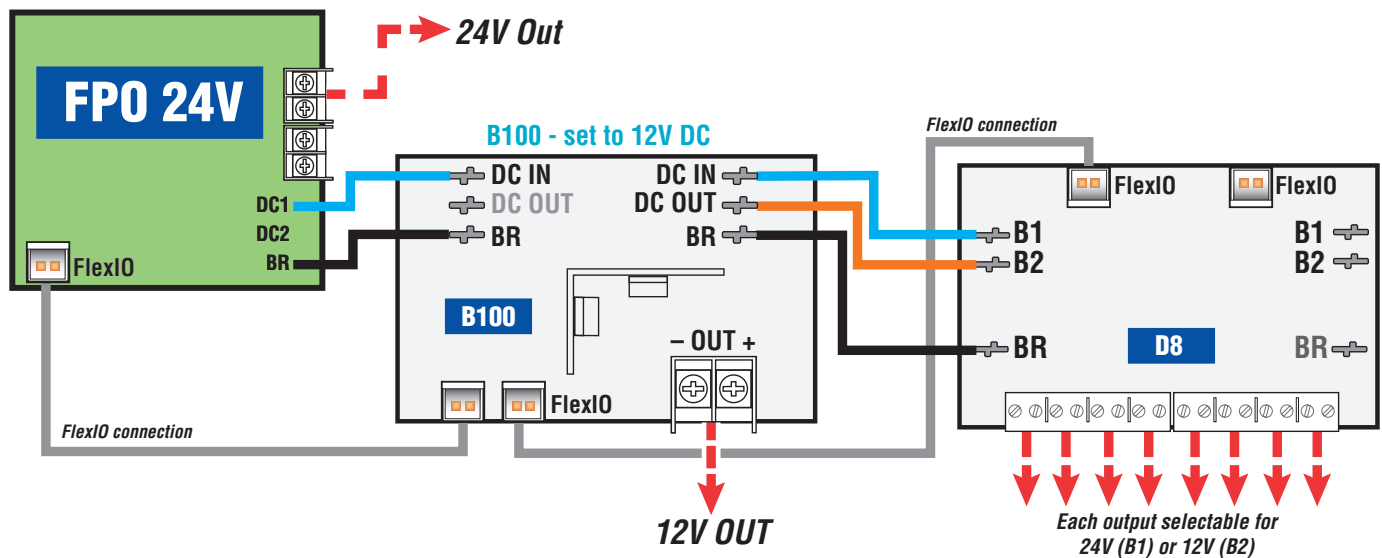 24V Out
FPO 24V
DC1
DC2
BR
FlexIO
FlexIO connection
B100 - set to 12V DC
DC IN
DC OUT
BR
DC IN
DC OUT
BR
B100
– OUT +
FlexIO
12V OUT
FlexIO connection
FlexIO
FlexIO
B1
B2
BR
B1
B2
BR
D8
Each output selectable for
24V (B1) or 12V (B2)